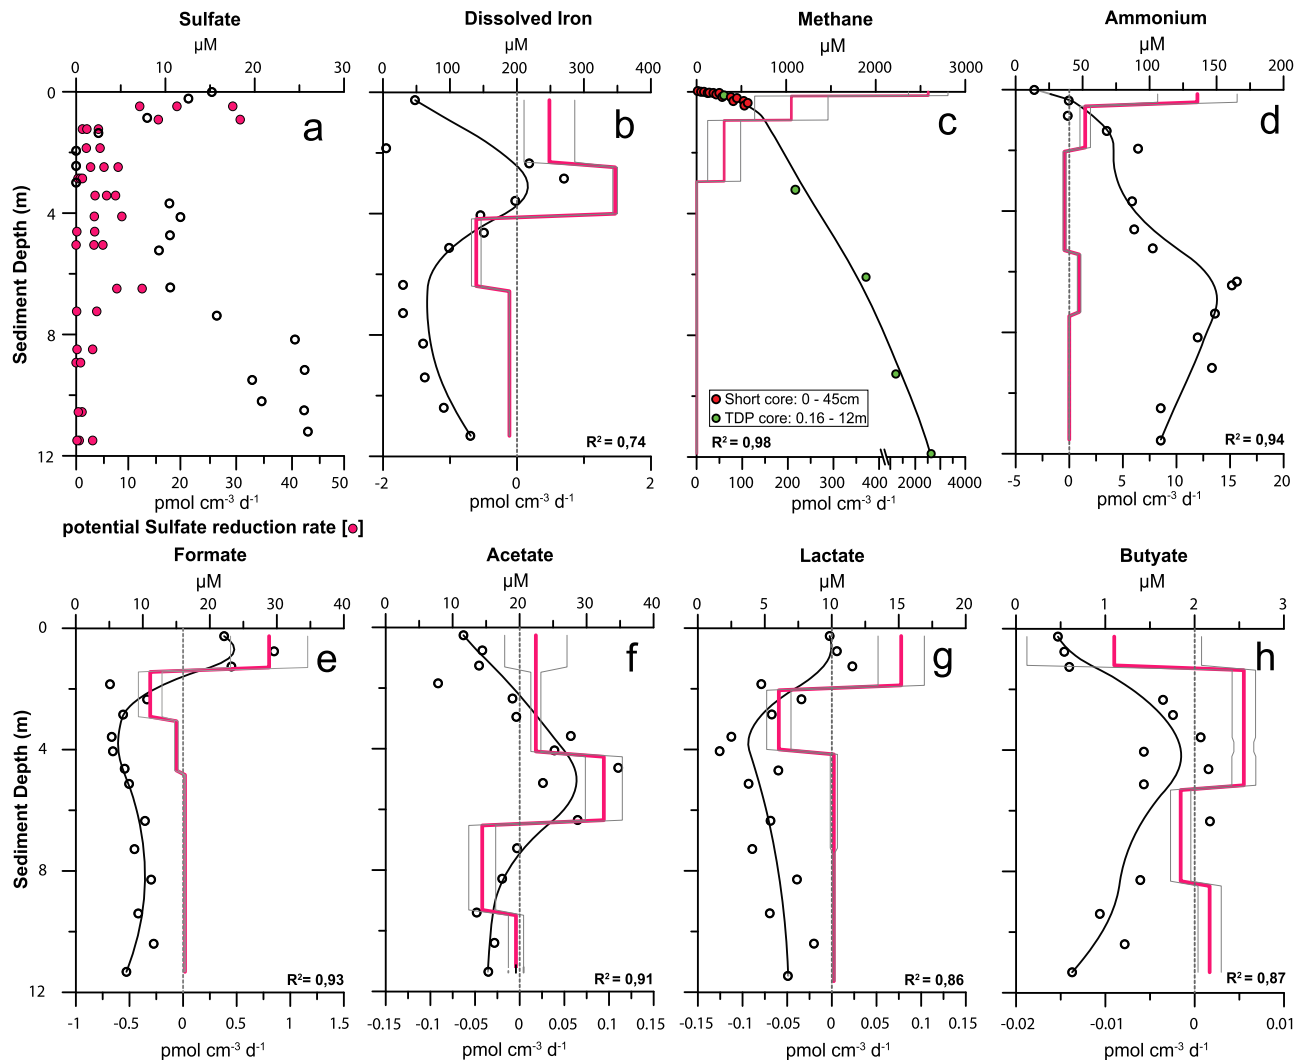 Sulfate
Dissolved Iron
Methane
Ammonium
µM
µM
µM
µM
0 10 20 30
0 100 200 300 400
0 1000 2000 3000
0 50 100 150 200
Sediment Depth (m)
0
4
8
12
a
b
c
d
Short core: 0 - 45cm
TDP core: 0.16 - 12m
R² = 0,74
R² = 0,98
R² = 0,94
0 10 20 30 40 50
-2 0 2
0 100 200 300 400 2000 3000 4000
-5 0 5 10 15 20
pmol cm⁻³ d⁻¹
pmol cm⁻³ d⁻¹
pmol cm⁻³ d⁻¹
pmol cm⁻³ d⁻¹
potential Sulfate reduction rate [ ]
Formate
Acetate
Lactate
Butyate
µM
µM
µM
µM
0 10 20 30 40
0 10 20 30 40
0 5 10 15 20
0 1 2 3
Sediment Depth (m)
0
4
8
12
e
f
g
h
R²= 0,93
R² = 0,91
R² = 0,86
R² = 0,87
-1 -0.5 0 0.5 1 1.5
-0.15 -0.1 -0.05 0 0.05 0.1 0.15
-0.15 -0.1 -0.05 0 0.05 0.1 0.15
-0.02 -0.01 0 0.01
pmol cm⁻³ d⁻¹
pmol cm⁻³ d⁻¹
pmol cm⁻³ d⁻¹
pmol cm⁻³ d⁻¹